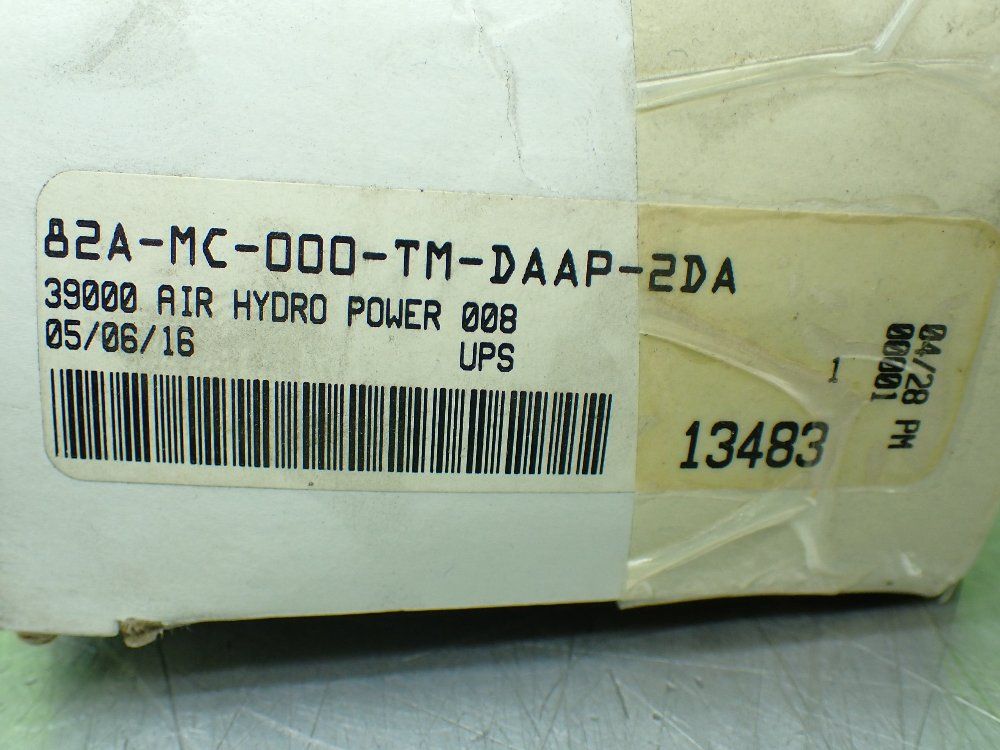 82A-MC-000-TM-DAAP-2DA
39000 AIR HYDRO POWER 008
05/06/16 UPS
1
13483
04/28 PM
00001